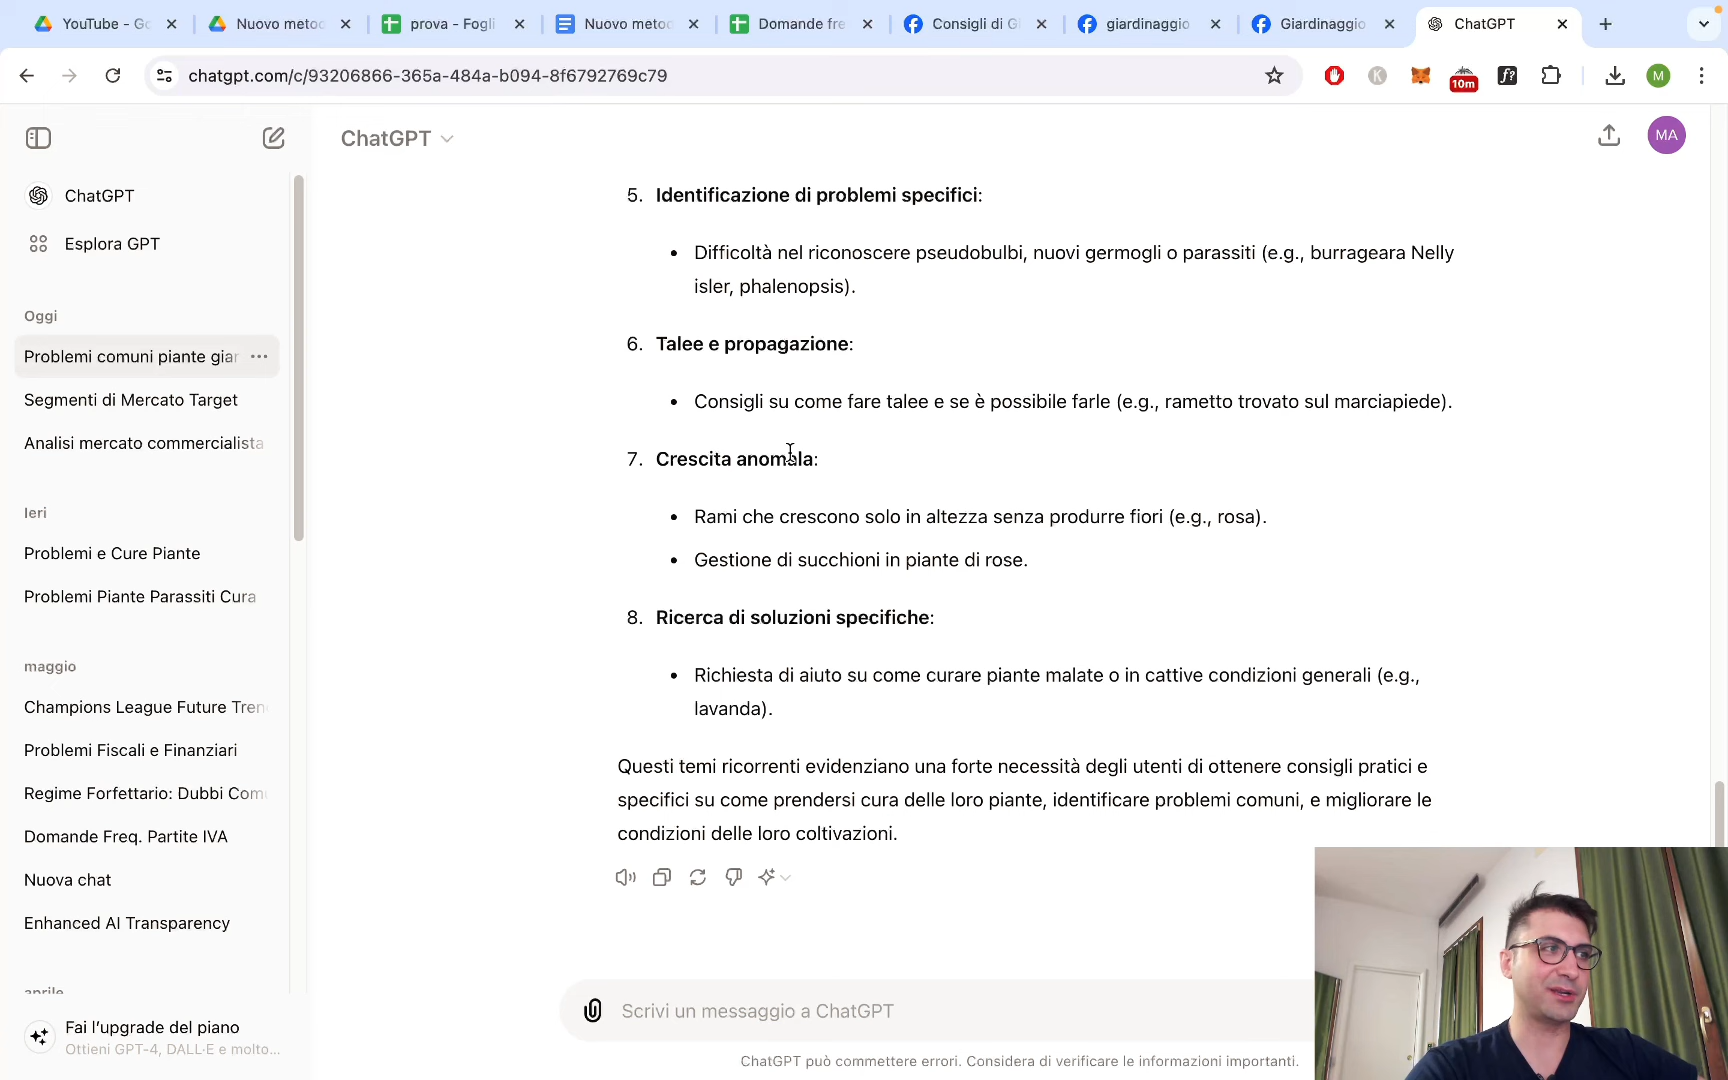 YouTube - Go
Nuovo metod
prova - Fogli
Nuovo metod
Domande fre
Consigli di Gi
giardinaggio
Giardinaggio
ChatGPT
chatgpt.com/c/93206866-365a-484a-b094-8f6792769c79
K
10m
f?
M
ChatGPT
MA
ChatGPT
Esplora GPT
Oggi
Problemi comuni piante giar
Segmenti di Mercato Target
Analisi mercato commercialista
Ieri
Problemi e Cure Piante
Problemi Piante Parassiti Cura
maggio
Champions League Future Tren
Problemi Fiscali e Finanziari
Regime Forfettario: Dubbi Com
Domande Freq. Partite IVA
Nuova chat
Enhanced AI Transparency
aprile
Fai l'upgrade del piano
Ottieni GPT-4, DALL·E e molto...
5. Identificazione di problemi specifici:
• Difficoltà nel riconoscere pseudobulbi, nuovi germogli o parassiti (e.g., burrageara Nelly
isler, phalenopsis).
6. Talee e propagazione:
• Consigli su come fare talee e se è possibile farle (e.g., rametto trovato sul marciapiede).
7. Crescita anomala:
• Rami che crescono solo in altezza senza produrre fiori (e.g., rosa).
• Gestione di succhioni in piante di rose.
8. Ricerca di soluzioni specifiche:
• Richiesta di aiuto su come curare piante malate o in cattive condizioni generali (e.g.,
lavanda).
Questi temi ricorrenti evidenziano una forte necessità degli utenti di ottenere consigli pratici e
specifici su come prendersi cura delle loro piante, identificare problemi comuni, e migliorare le
condizioni delle loro coltivazioni.
Scrivi un messaggio a ChatGPT
ChatGPT può commettere errori. Considera di verificare le informazioni importanti.